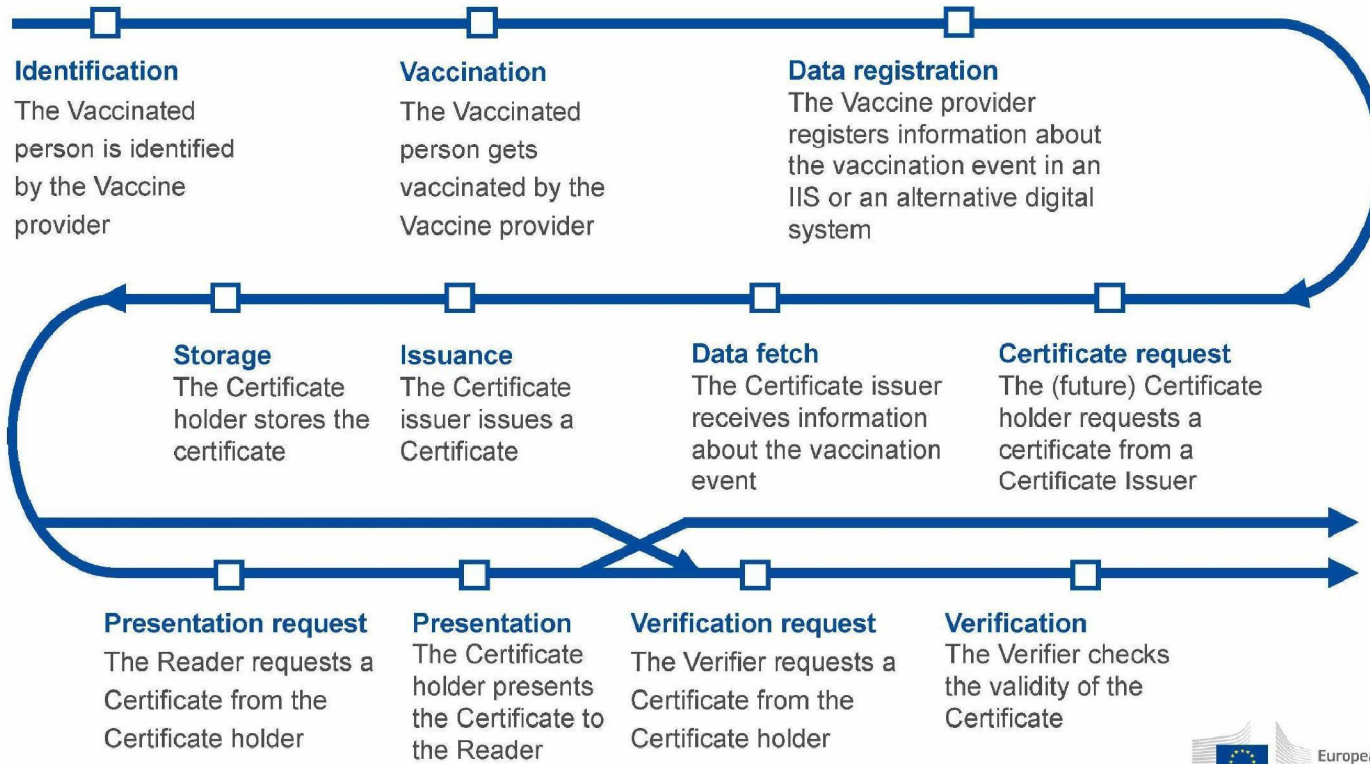 Identification
The Vaccinated
person is identified
by the Vaccine
provider
Vaccination
The Vaccinated
person gets
vaccinated by the
Vaccine provider
Data registration
The Vaccine provider
registers information about
the vaccination event in an
IIS or an alternative digital
system
Storage
The Certificate
holder stores the
certificate
Issuance
The Certificate
issuer issues a
Certificate
Data fetch
The Certificate issuer
receives information
about the vaccination
event
Certificate request
The (future) Certificate
holder requests a
certificate from a
Certificate Issuer
Presentation request
The Reader requests a
Certificate from the
Certificate holder
Presentation
The Certificate
holder presents
the Certificate to
the Reader
Verification request
The Verifier requests a
Certificate from the
Certificate holder
Verification
The Verifier checks
the validity of the
Certificate
Europea